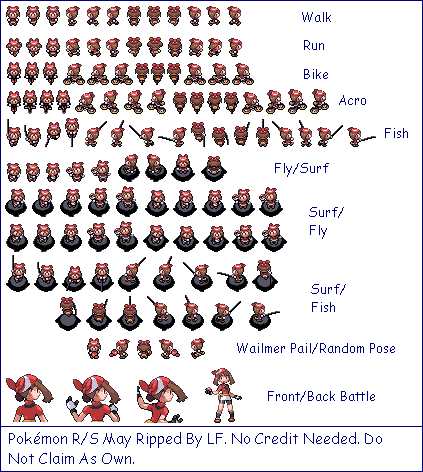 Walk
Run
Bike
Acro
Fish
Fly/Surf
Surf/
Fly
Surf/
Fish
Wailmer Pail/Random Pose
Front/Back Battle
Pokémon R/S May Ripped By LF. No Credit Needed. Do
Not Claim As Own.